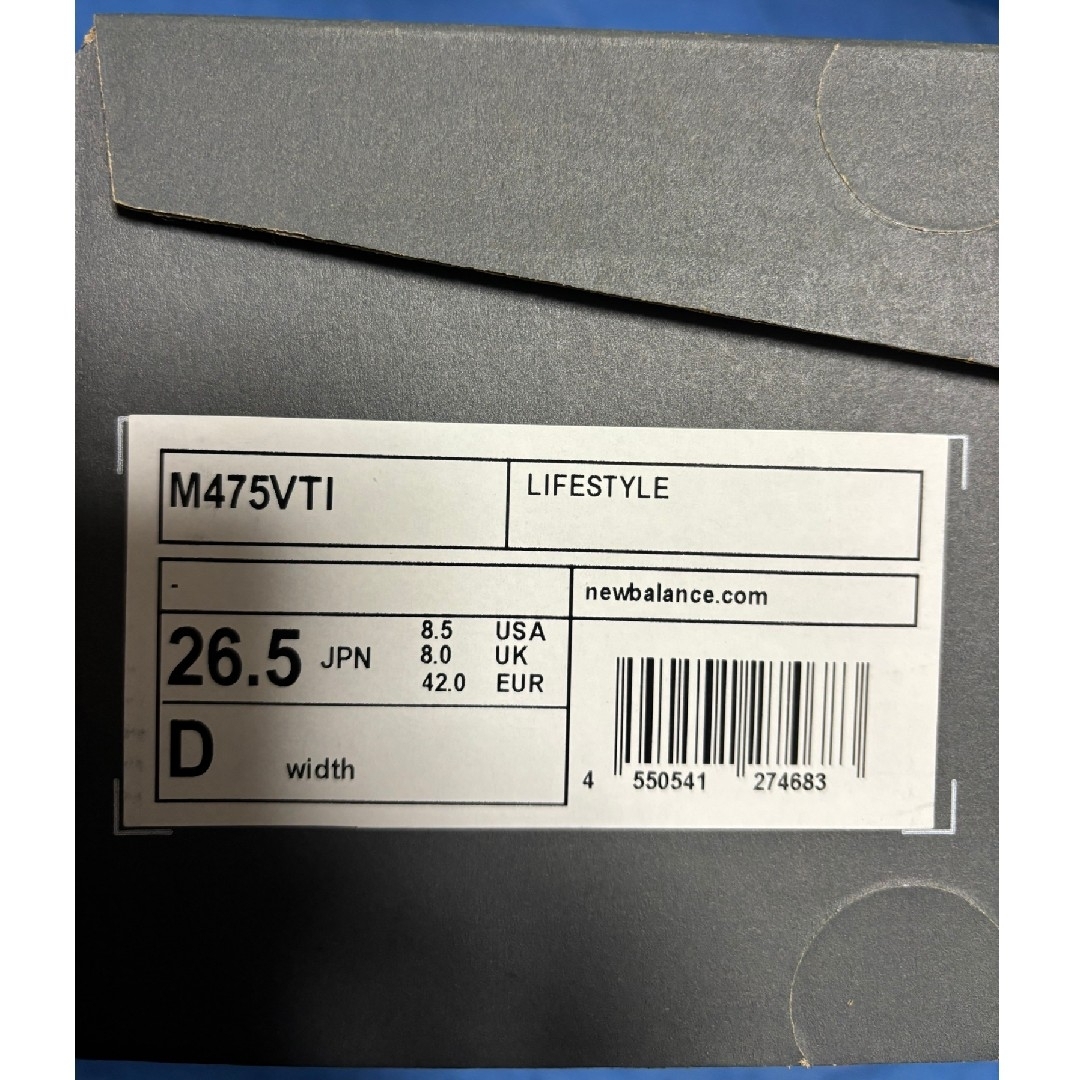 M475VTI
LIFESTYLE
-
newbalance.com
26.5 JPN
8.5 USA
8.0 UK
42.0 EUR
D width
4 550541 274683